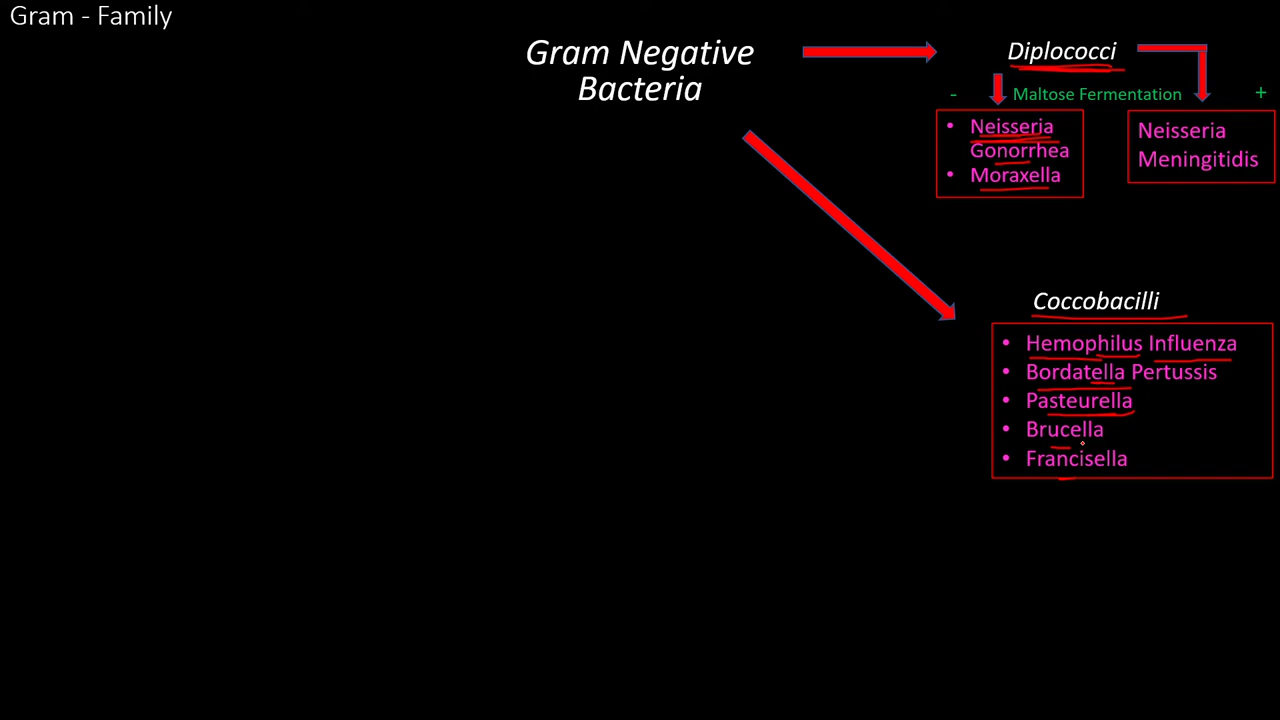 Gram - Family
Gram Negative
Bacteria
Diplococci
- Maltose Fermentation +
• Neisseria
Gonorrhea
• Moraxella
Neisseria
Meningitidis
Coccobacilli
• Hemophilus Influenza
• Bordatella Pertussis
• Pasteurella
• Brucella
• Francisella